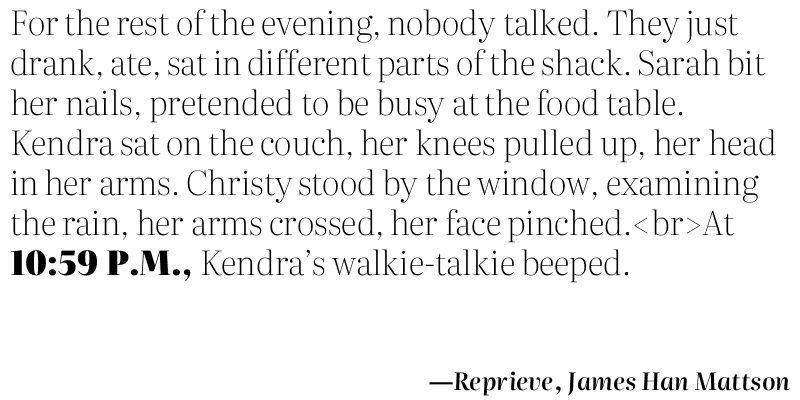 For the rest of the evening, nobody talked. They just
drank, ate, sat in different parts of the shack. Sarah bit
her nails, pretended to be busy at the food table.
Kendra sat on the couch, her knees pulled up, her head
in her arms. Christy stood by the window, examining
the rain, her arms crossed, her face pinched.<br>At
10:59 P.M., Kendra’s walkie-talkie beeped.
—Reprieve, James Han Mattson